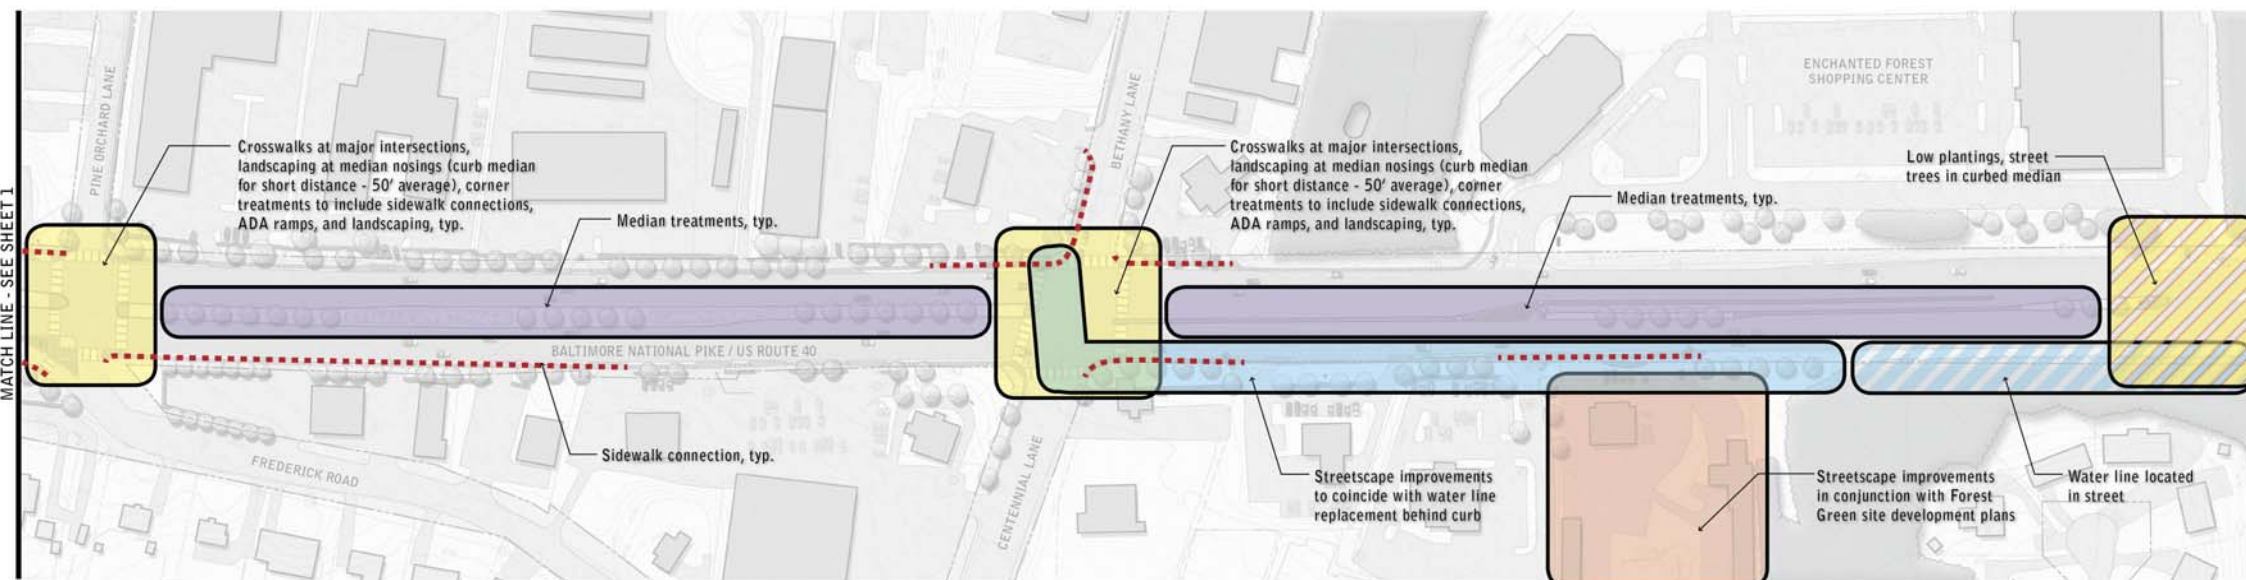 MATCH LINE - SEE SHEET 1
PINE ORCHARD LANE
Crosswalks at major intersections,
landscaping at median nosings (curb median
for short distance - 50' average), corner
treatments to include sidewalk connections,
ADA ramps, and landscaping, typ.
Median treatments, typ.
BETHANY LANE
Crosswalks at major intersections,
landscaping at median nosings (curb median
for short distance - 50' average), corner
treatments to include sidewalk connections,
ADA ramps, and landscaping, typ.
Median treatments, typ.
ENCHANTED FOREST
SHOPPING CENTER
Low plantings, street
trees in curbed median
BALTIMORE NATIONAL PIKE / US ROUTE 40
FREDERICK ROAD
Sidewalk connection, typ.
CENTENNIAL LANE
Streetscape improvements
to coincide with water line
replacement behind curb
Streetscape improvements
in conjunction with Forest
Green site development plans
Water line located
in street